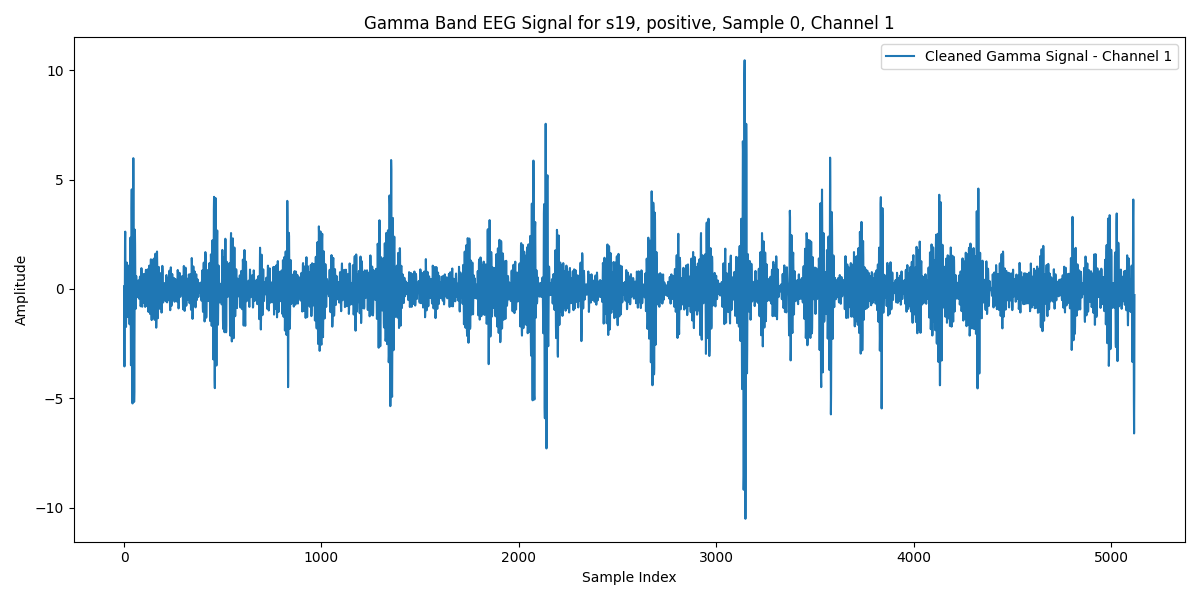 Gamma Band EEG Signal for s19, positive, Sample 0, Channel 1
Cleaned Gamma Signal - Channel 1
Amplitude
10
5
0
−5
−10
0 1000 2000 3000 4000 5000
Sample Index